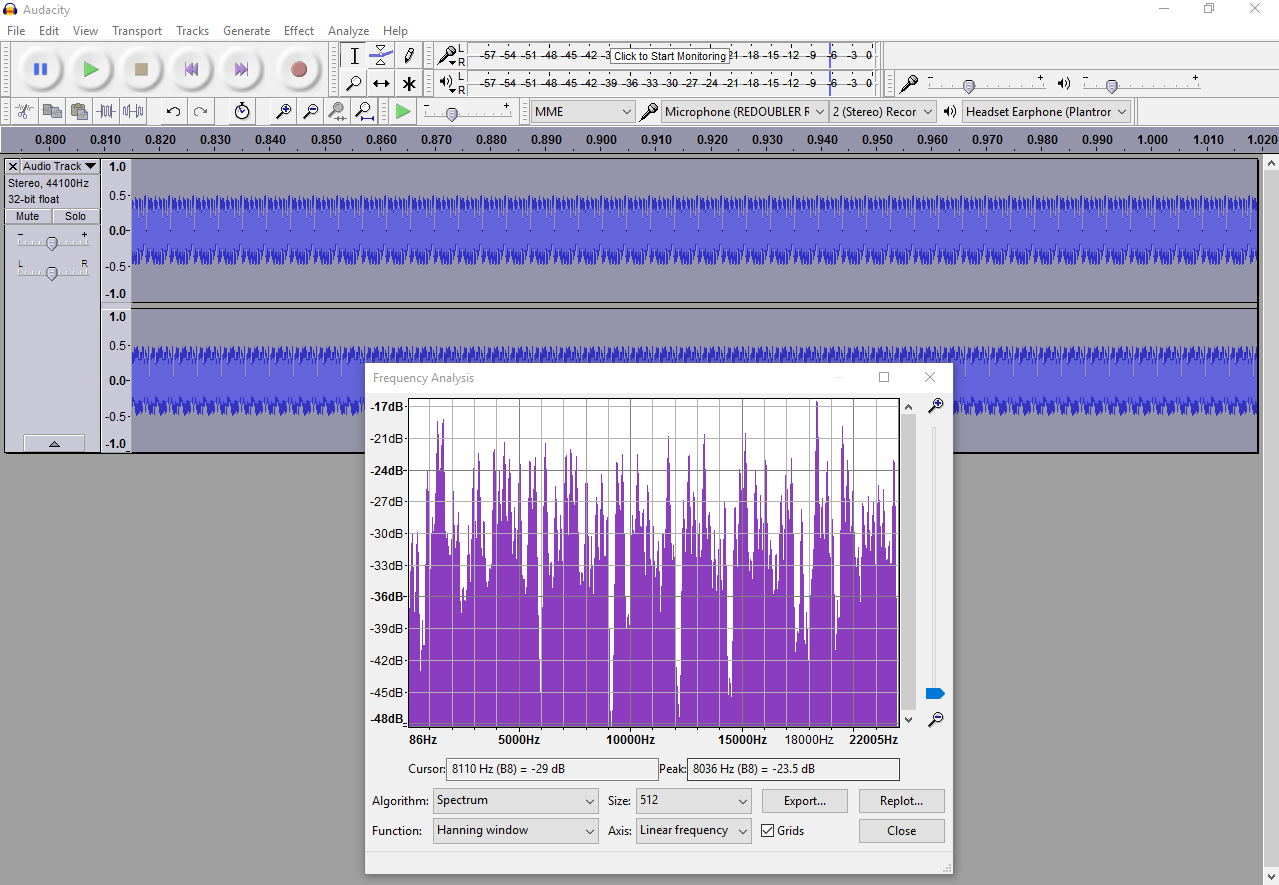 Audacity
File Edit View Transport Tracks Generate Effect Analyze Help
L
R
-57 -54 -51 -48 -45 -42 -3 Click to Start Monitoring 21 -18 -15 -12 -9 -6 -3 0
L
R
-57 -54 -51 -48 -45 -42 -39 -36 -33 -30 -27 -24 -21 -18 -15 -12 -9 -6 -3 0
- +
- +
- +
MME
Microphone (REDOUBLER F
2 (Stereo) Recor
Headset Earphone (Plantror
0.800 0.810 0.820 0.830 0.840 0.850 0.860 0.870 0.880 0.890 0.900 0.910 0.920 0.930 0.940 0.950 0.960 0.970 0.980 0.990 1.000 1.010 1.020
Audio Track
Stereo, 44100Hz
32-bit float
Mute Solo
- +
L R
1.0
0.5-
0.0-
-0.5-
-1.0
1.0
0.5-
0.0-
-0.5-
-1.0
Frequency Analysis
-17dB
-21dB
-24dB
-27dB
-30dB
-33dB
-36dB
-39dB
-42dB
-45dB
-48dB
86Hz 5000Hz 10000Hz 15000Hz 18000Hz 22005Hz
Cursor: 8110 Hz (B8) = -29 dB Peak: 8036 Hz (B8) = -23.5 dB
Algorithm: Spectrum Size: 512 Export... Replot...
Function: Hanning window Axis: Linear frequency Grids Close